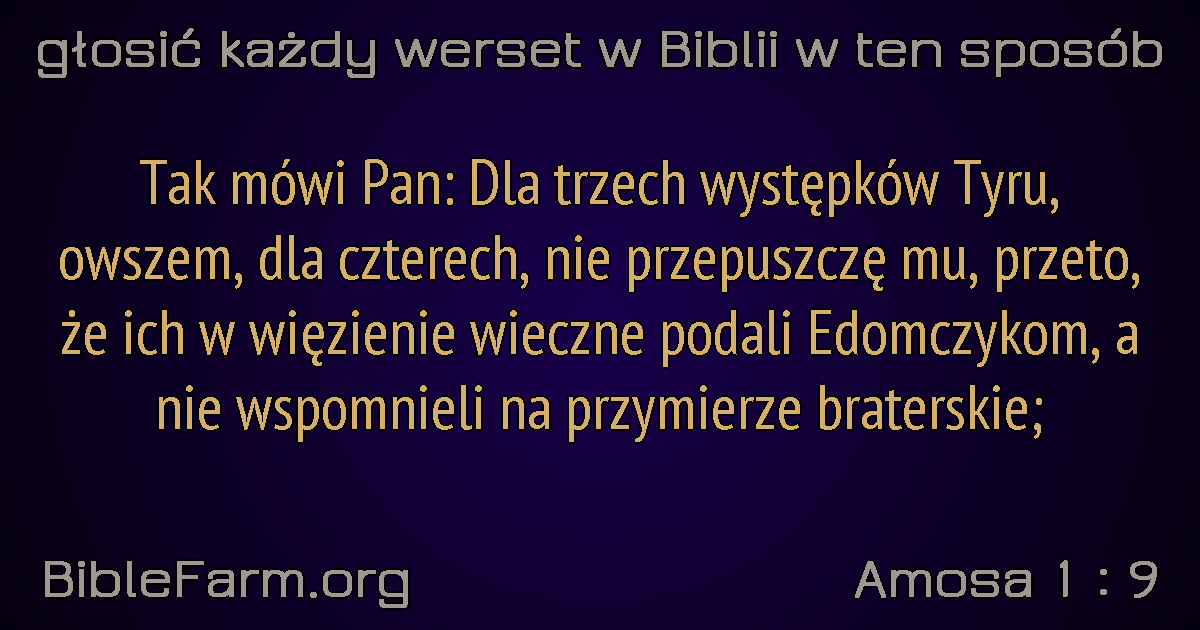 głosić każdy werset w Biblii w ten sposób
Tak mówi Pan: Dla trzech występków Tyru,
owszem, dla czterech, nie przepuszczę mu, przeto,
że ich w więzienie wieczne podali Edomczykom, a
nie wspomnieli na przymierze braterskie;
BibleFarm.org
Amosa 1 : 9